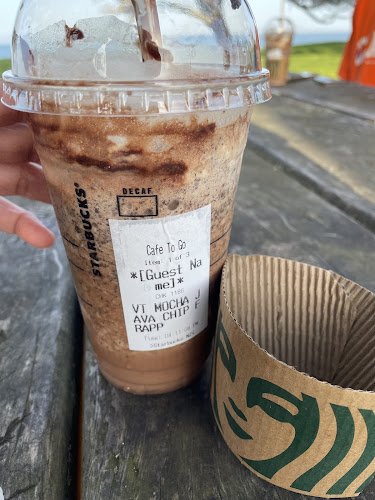 DECAF
STARBUCKS®
Cafe To Go
Item: 1 of 3
*[Guest Na
me]*
VT MOCHA J
AVA CHIP F
RAPP